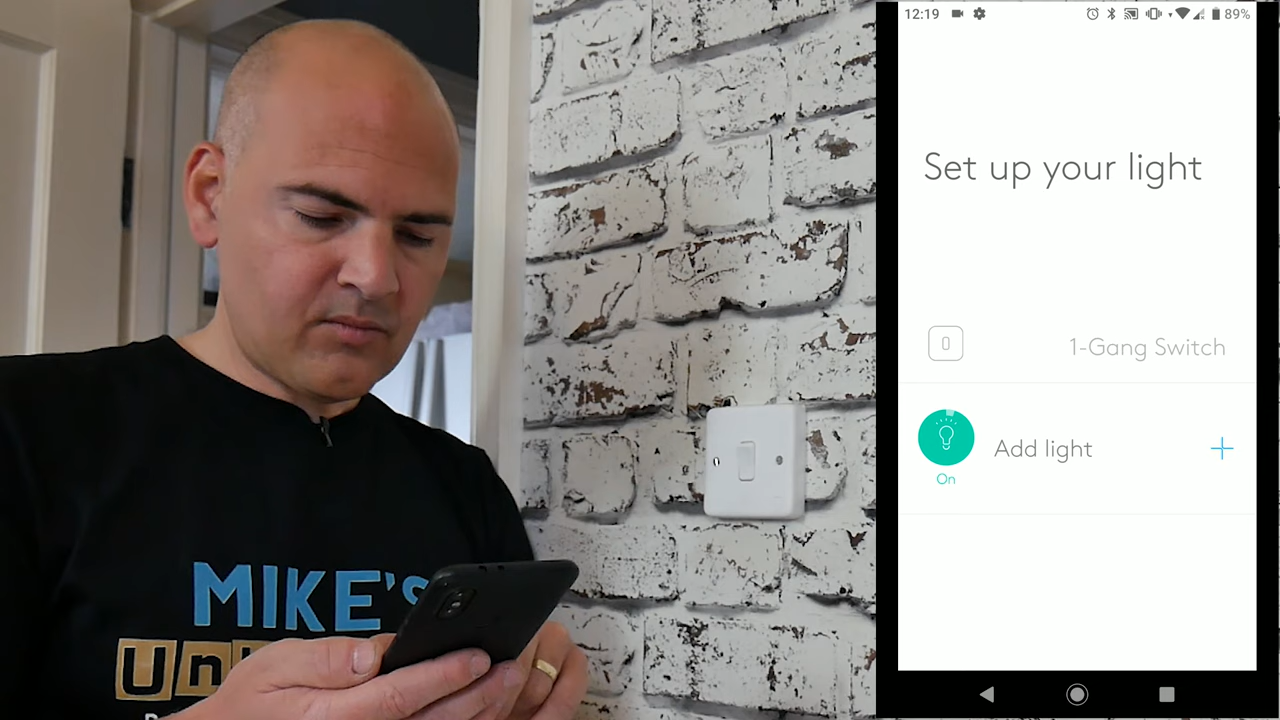 MIKE'S
Un
12:19
89%
Set up your light
1-Gang Switch
Add light
On